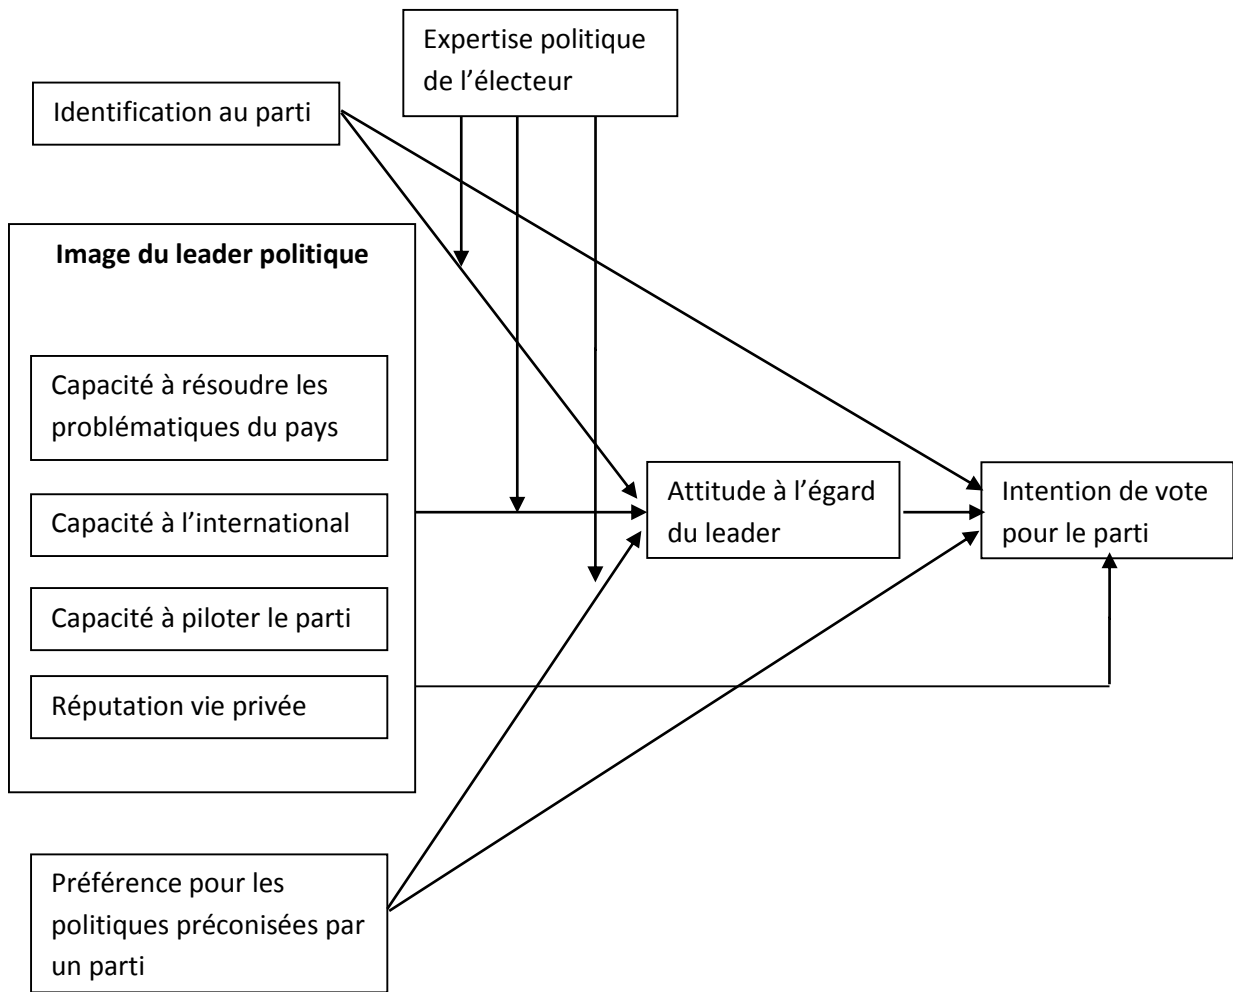 Expertise politique
de l’électeur
Identification au parti
Image du leader politique
Capacité à résoudre les
problématiques du pays
Capacité à l’international
Capacité à piloter le parti
Réputation vie privée
Attitude à l’égard
du leader
Intention de vote
pour le parti
Préférence pour les
politiques préconisées par
un parti